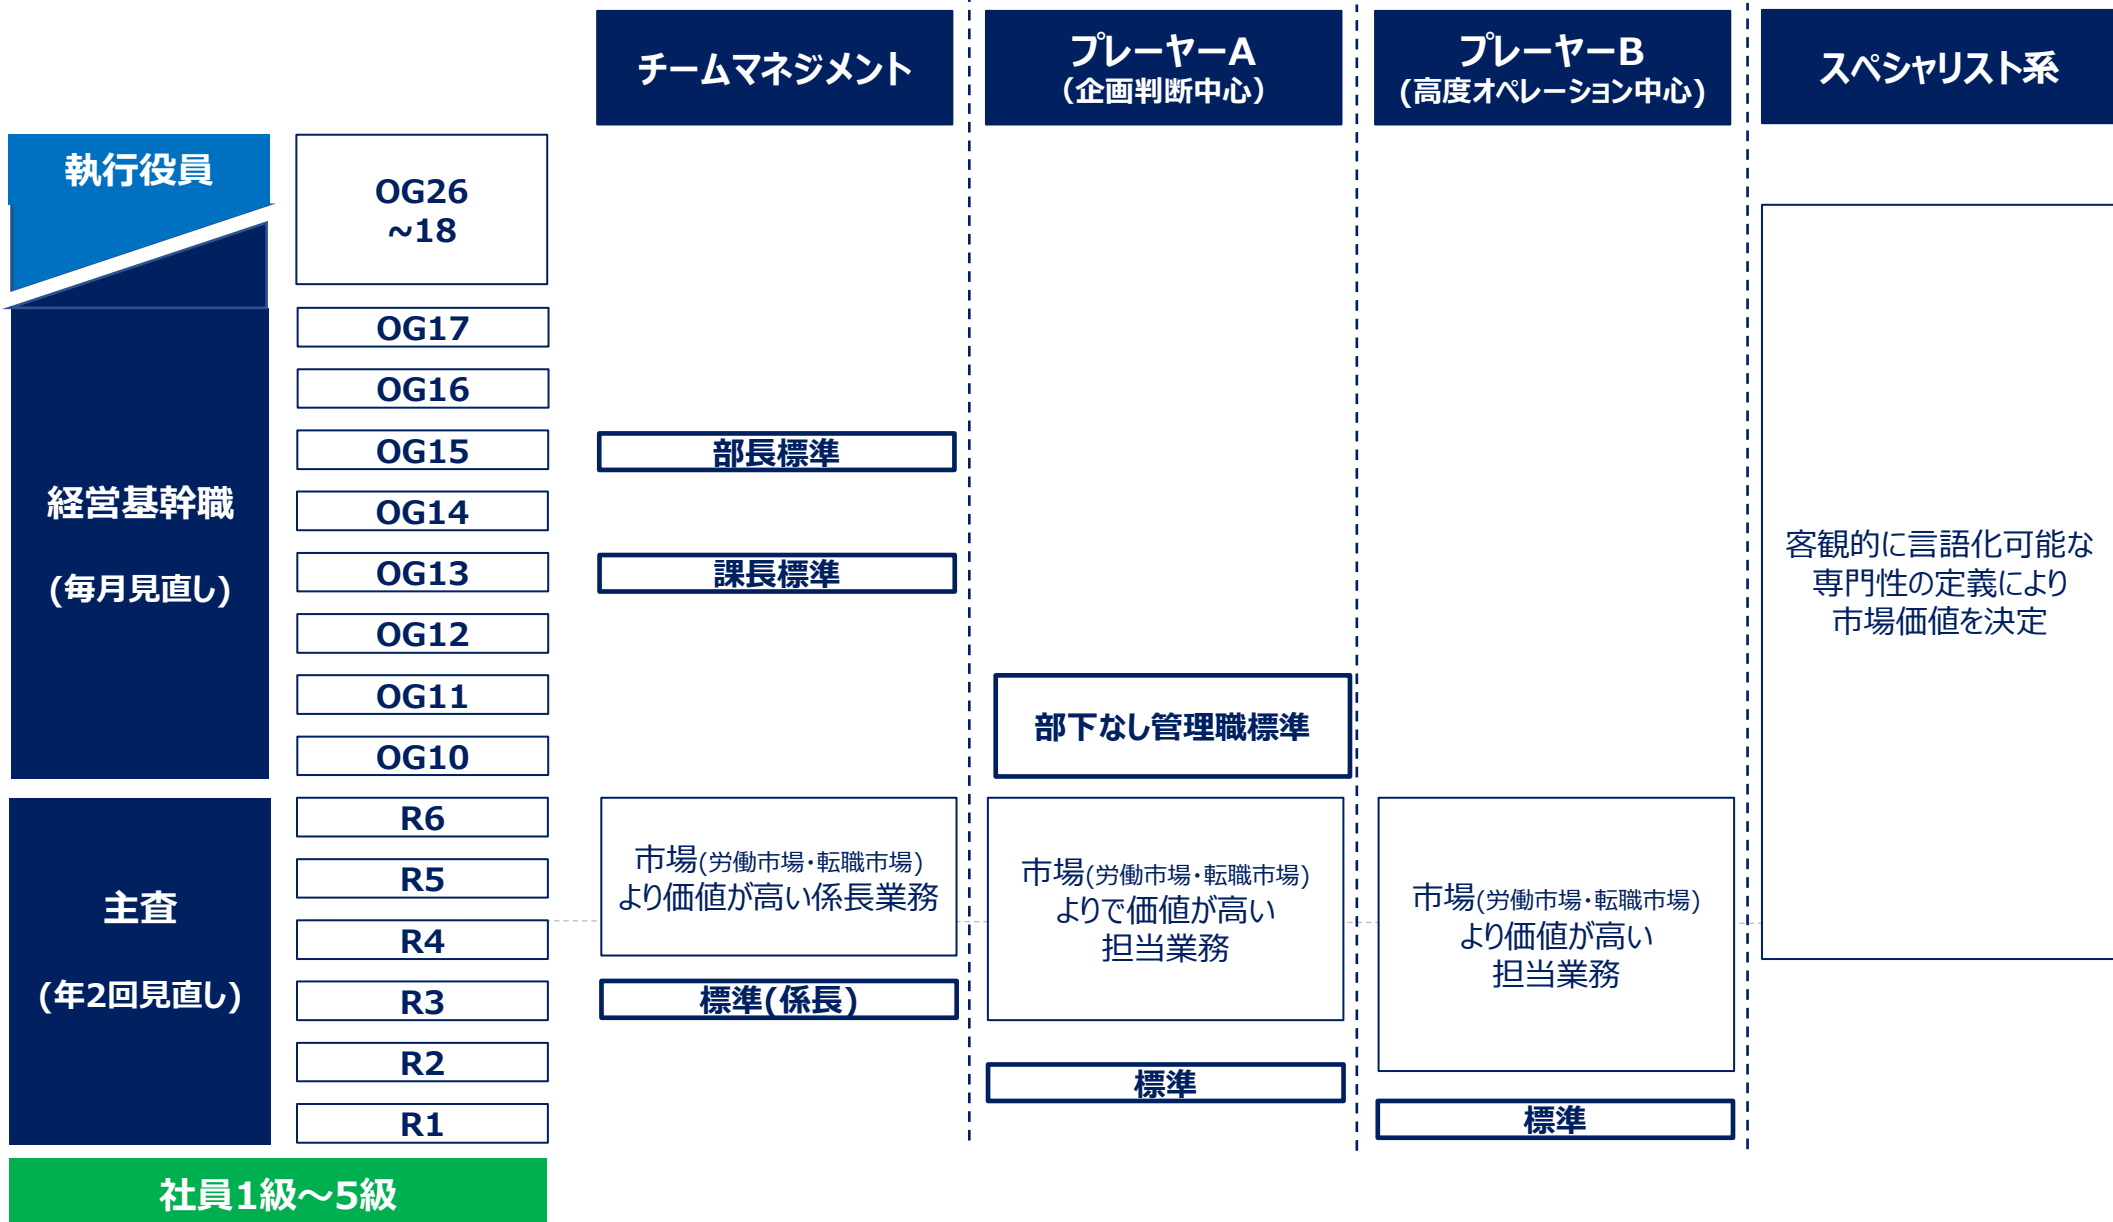 チームマネジメント
プレーヤーA
（企画判断中心）
プレーヤーB
(高度オペレーション中心)
スペシャリスト系
執行役員
OG26
~18
経営基幹職
(毎月見直し)
OG17
OG16
OG15
OG14
OG13
OG12
OG11
OG10
部長標準
課長標準
部下なし管理職標準
客観的に言語化可能な
専門性の定義により
市場価値を決定
主査
(年2回見直し)
R6
R5
R4
R3
R2
R1
市場(労働市場・転職市場)
より価値が高い係長業務
標準(係長)
市場(労働市場・転職市場)
よりで価値が高い
担当業務
標準
市場(労働市場・転職市場)
より価値が高い
担当業務
標準
社員1級～5級